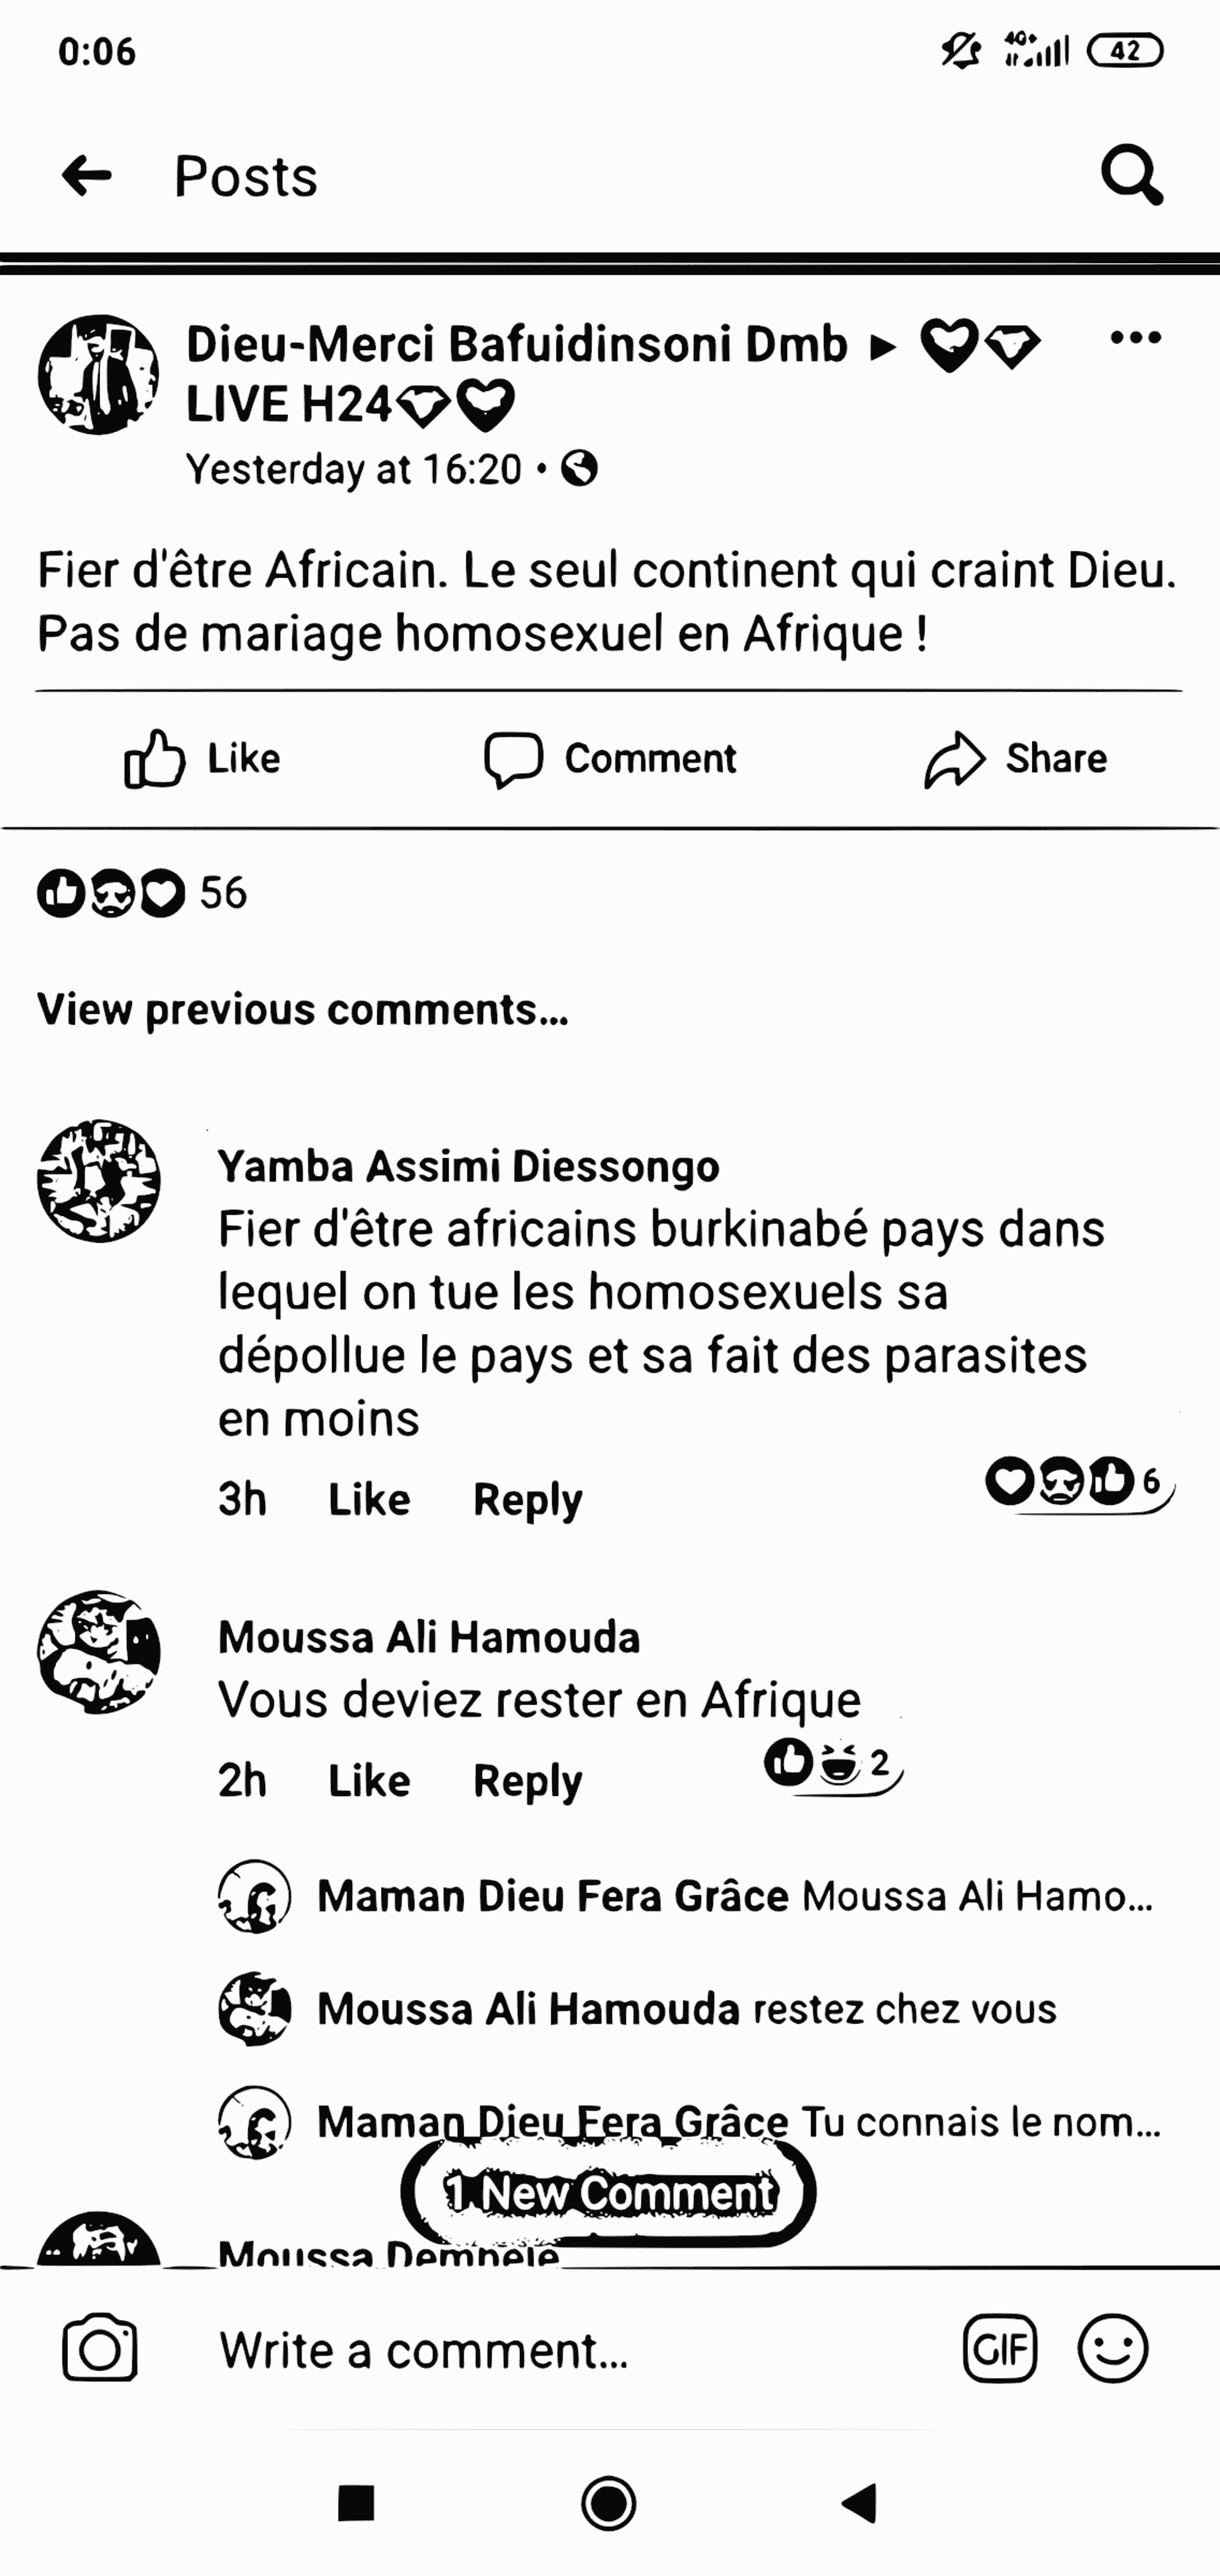 0:06
4G+ 42
Posts
Dieu-Merci Bafuidinsoni Dmb ▸
LIVE H24
Yesterday at 16:20 •
Fier d'être Africain. Le seul continent qui craint Dieu.
Pas de mariage homosexuel en Afrique !
Like Comment Share
56
View previous comments...
Yamba Assimi Diessongo
Fier d'être africains burkinabé pays dans
lequel on tue les homosexuels sa
dépollue le pays et sa fait des parasites
en moins
3h Like Reply 6
Moussa Ali Hamouda
Vous deviez rester en Afrique
2h Like Reply 2
Maman Dieu Fera Grâce Moussa Ali Hamo...
Moussa Ali Hamouda restez chez vous
Maman Dieu Fera Grâce Tu connais le nom...
1 New Comment
Moussa Dembele
Write a comment...
GIF